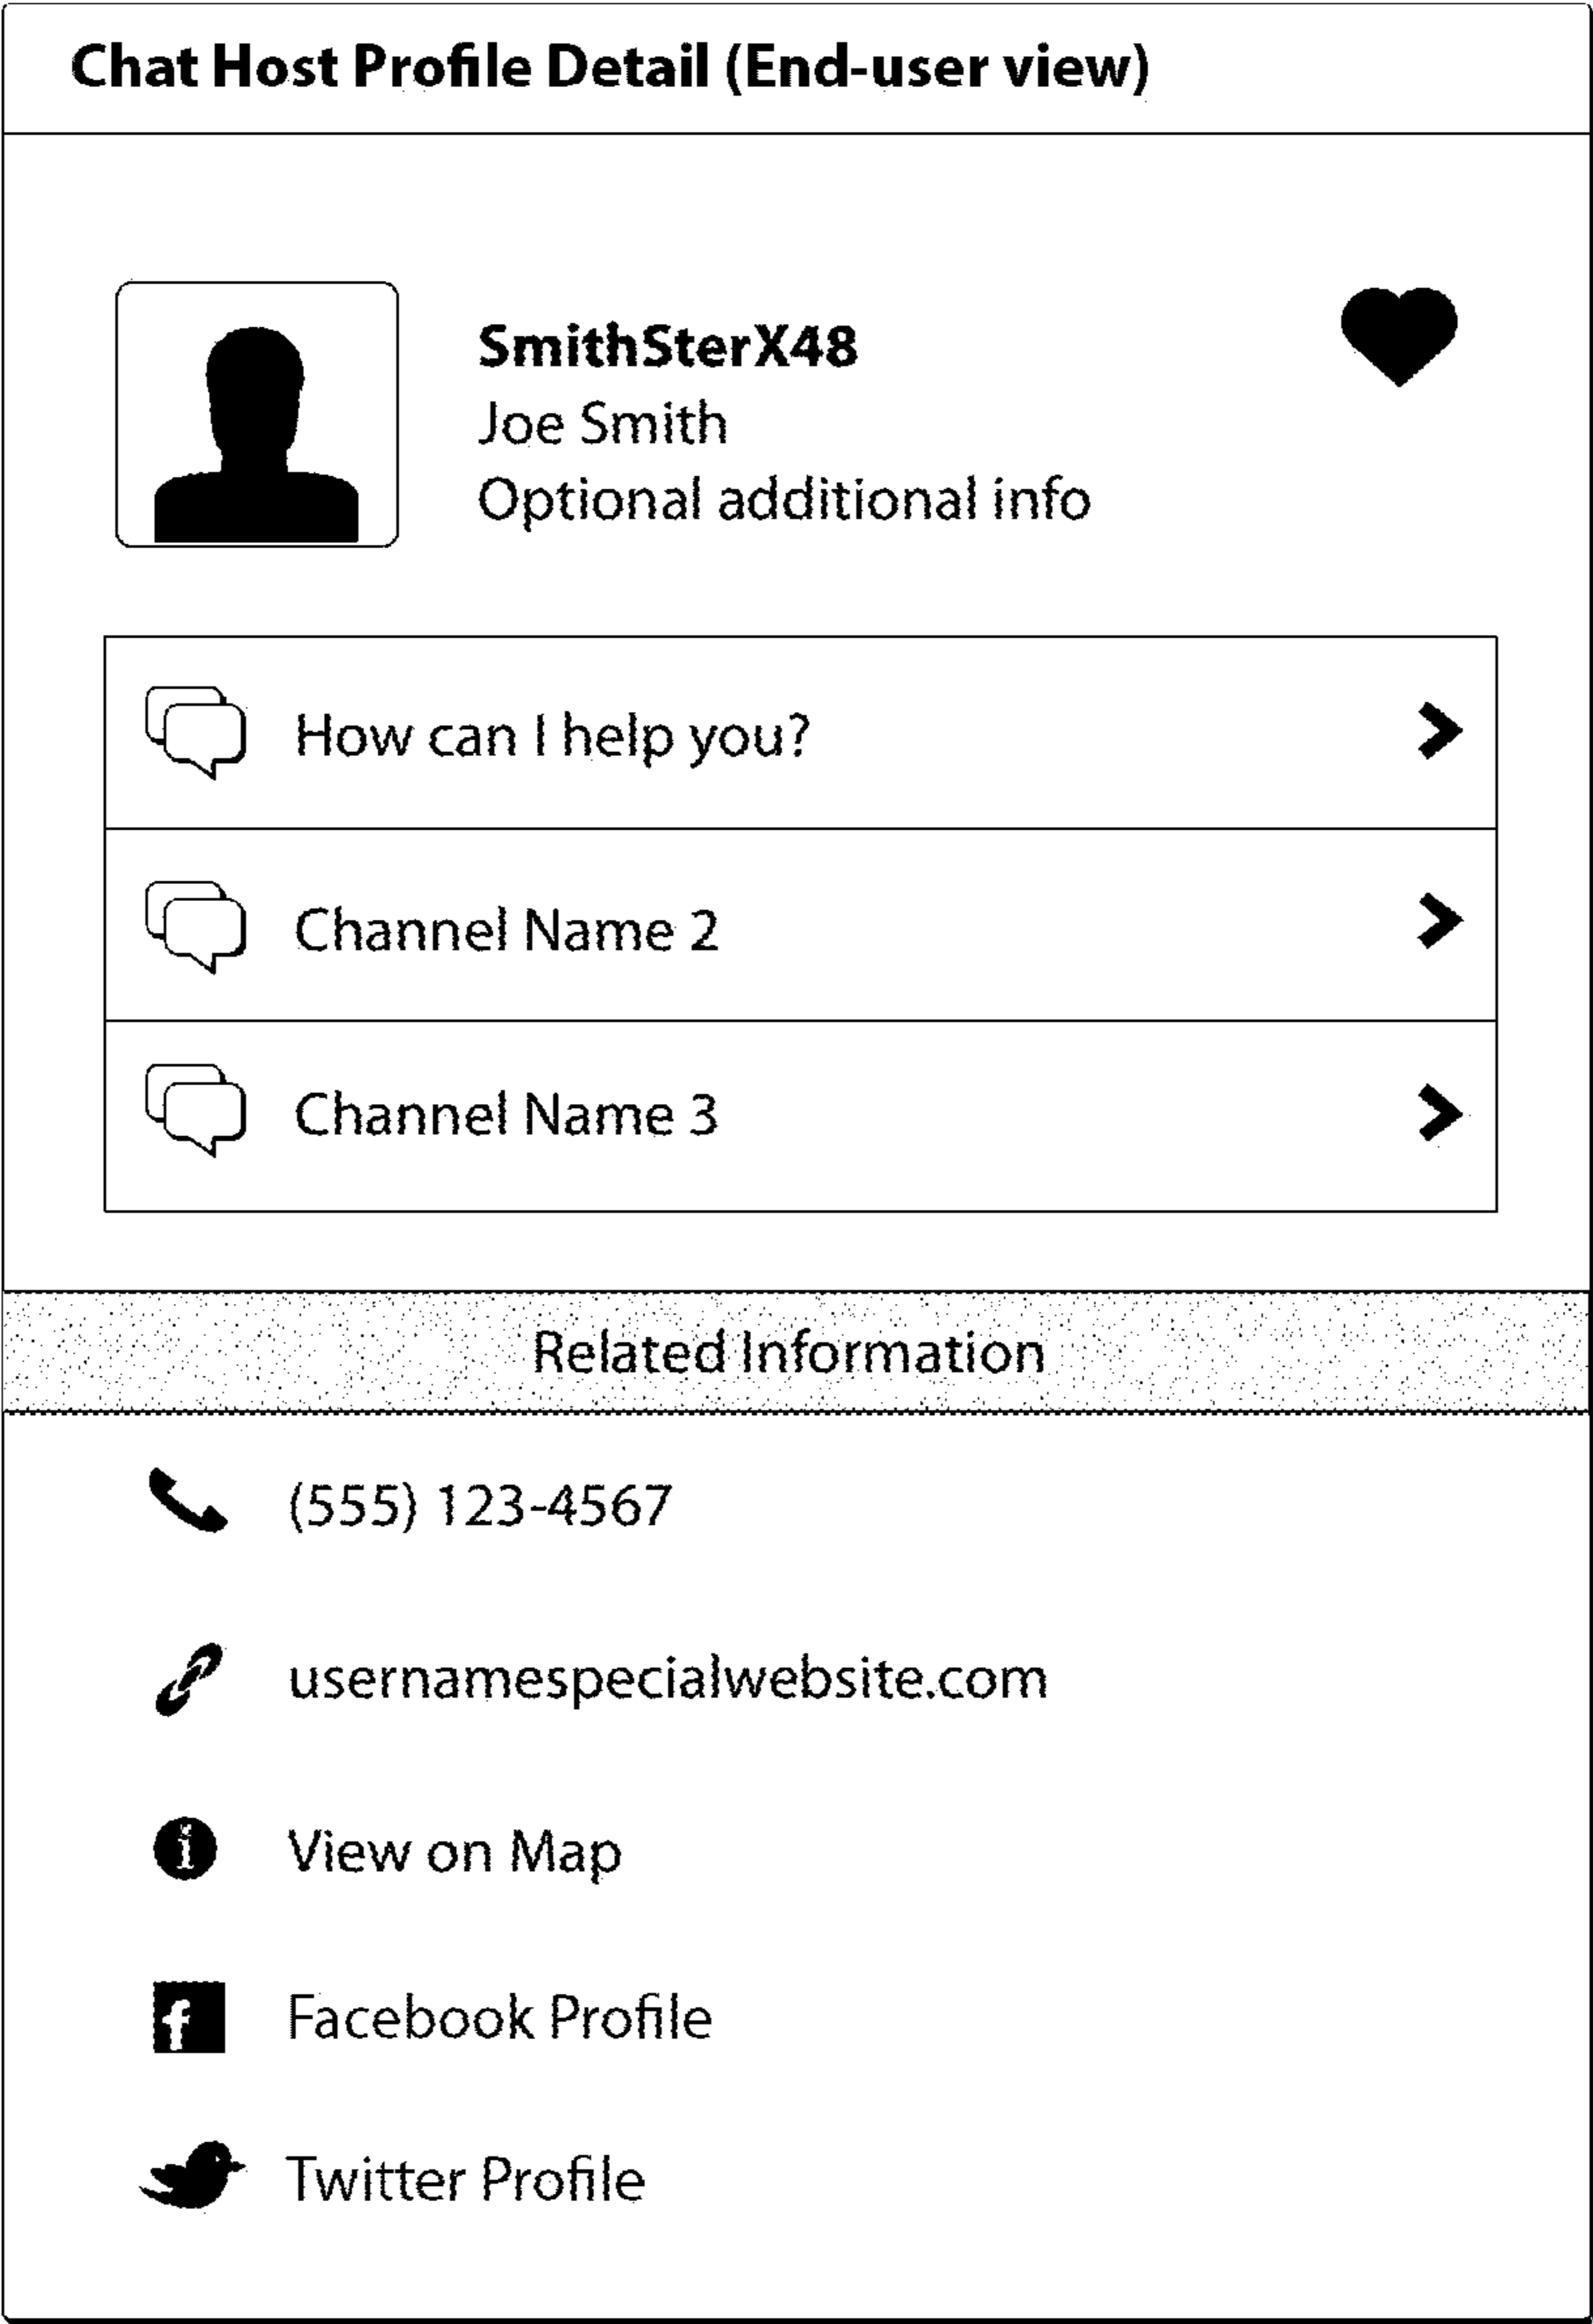 Chat Host Profile Detail (End-user view)
SmithSterX48
Joe Smith
Optional additional info
How can I help you?
Channel Name 2
Channel Name 3
Related Information
(555) 123-4567
usernamespecialwebsite.com
View on Map
Facebook Profile
Twitter Profile